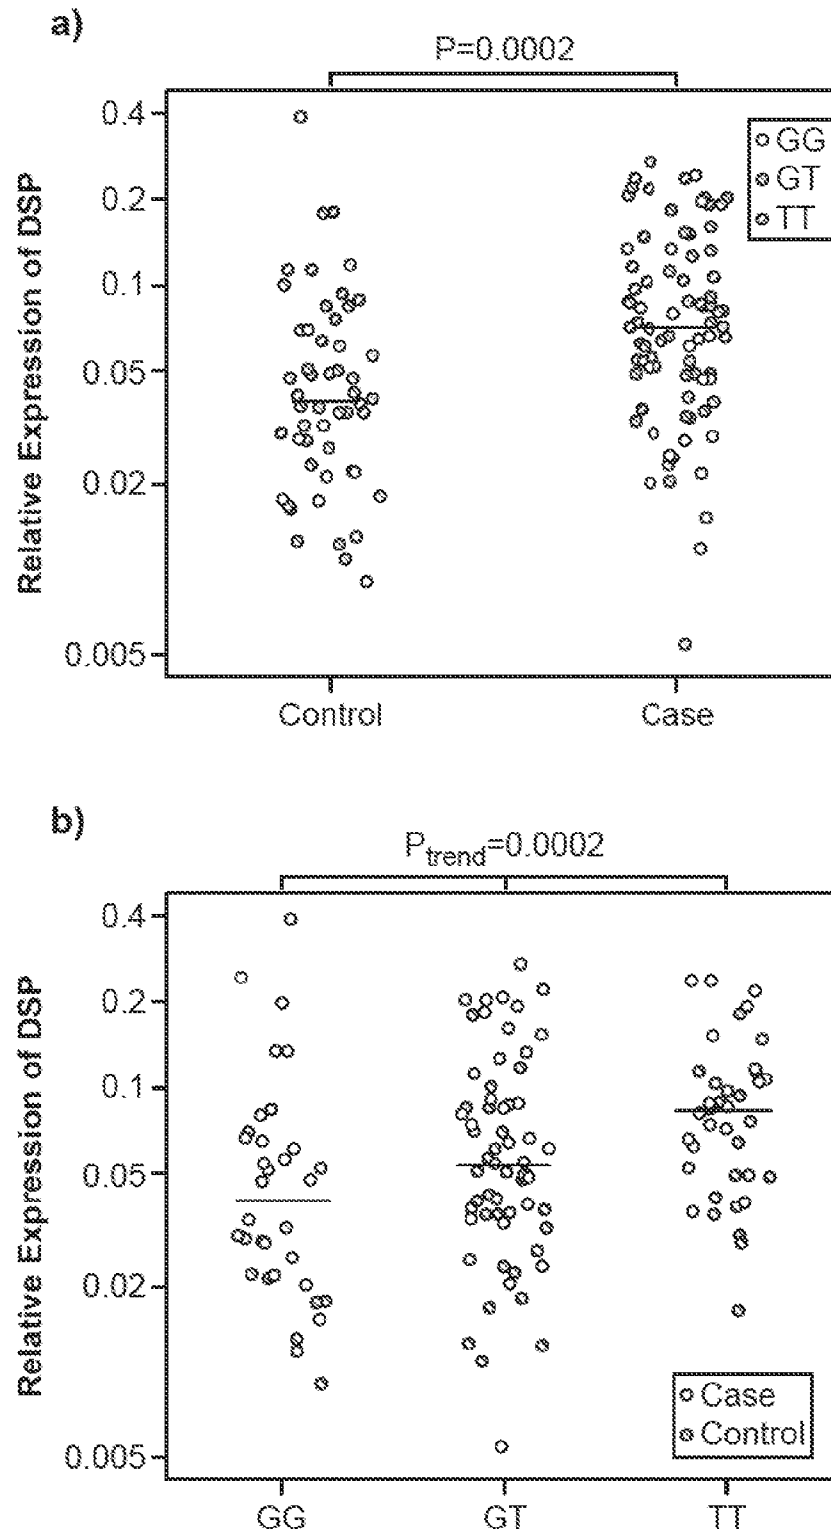 a)
P=0.0002
Relative Expression of DSP
0.4
0.2
0.1
0.05
0.02
0.005
GG
GT
TT
Control Case
b)
Ptrend=0.0002
Relative Expression of DSP
0.4
0.2
0.1
0.05
0.02
0.005
Case
Control
GG GT TT